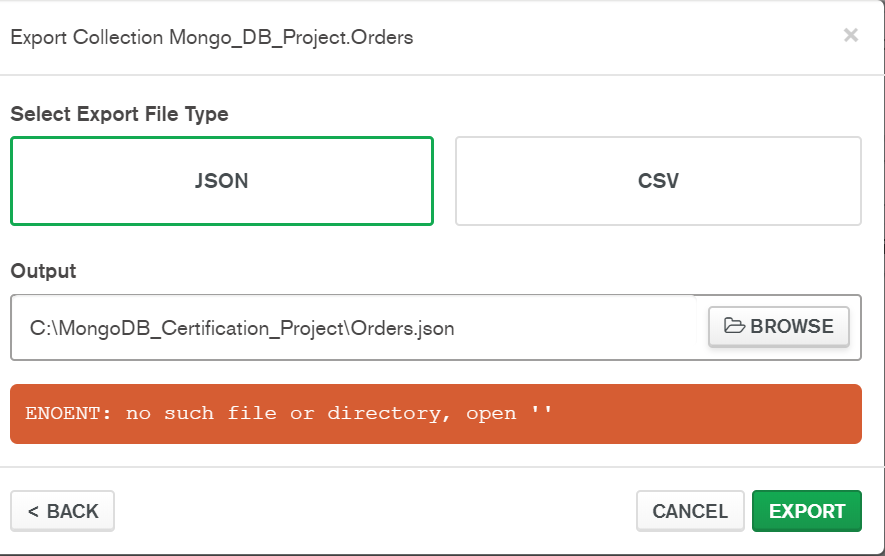 Export Collection Mongo_DB_Project.Orders
×
Select Export File Type
JSON
CSV
Output
C:\MongoDB_Certification_Project\Orders.json
BROWSE
ENOENT: no such file or directory, open ''
< BACK
CANCEL
EXPORT